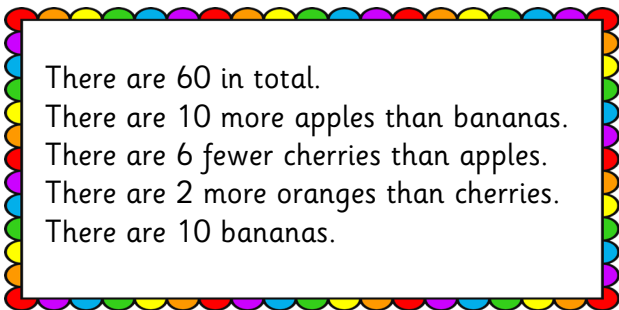 There are 60 in total.
There are 10 more apples than bananas.
There are 6 fewer cherries than apples.
There are 2 more oranges than cherries.
There are 10 bananas.